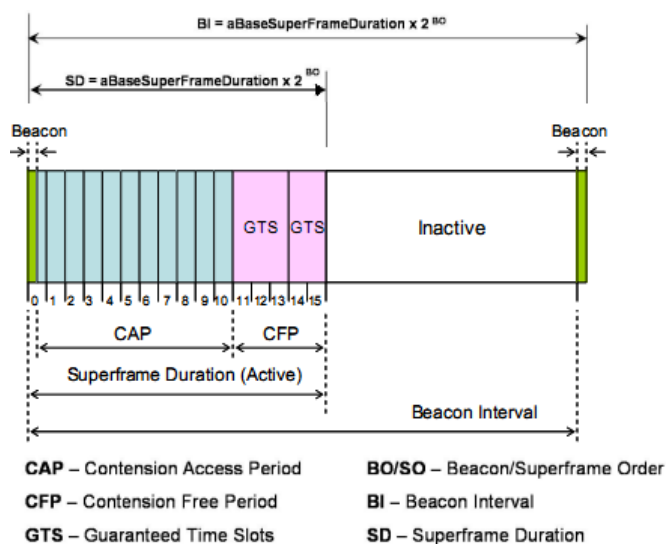 BI = aBaseSuperFrameDuration x 2 BO
SD = aBaseSuperFrameDuration x 2 BO
Beacon Beacon
GTS GTS Inactive
0 1 2 3 4 5 6 7 8 9 10 11 12 13 14 15
CAP CFP
Superframe Duration (Active)
Beacon Interval
CAP – Contension Access Period BO/SO – Beacon/Superframe Order
CFP – Contension Free Period BI – Beacon Interval
GTS – Guaranteed Time Slots SD – Superframe Duration